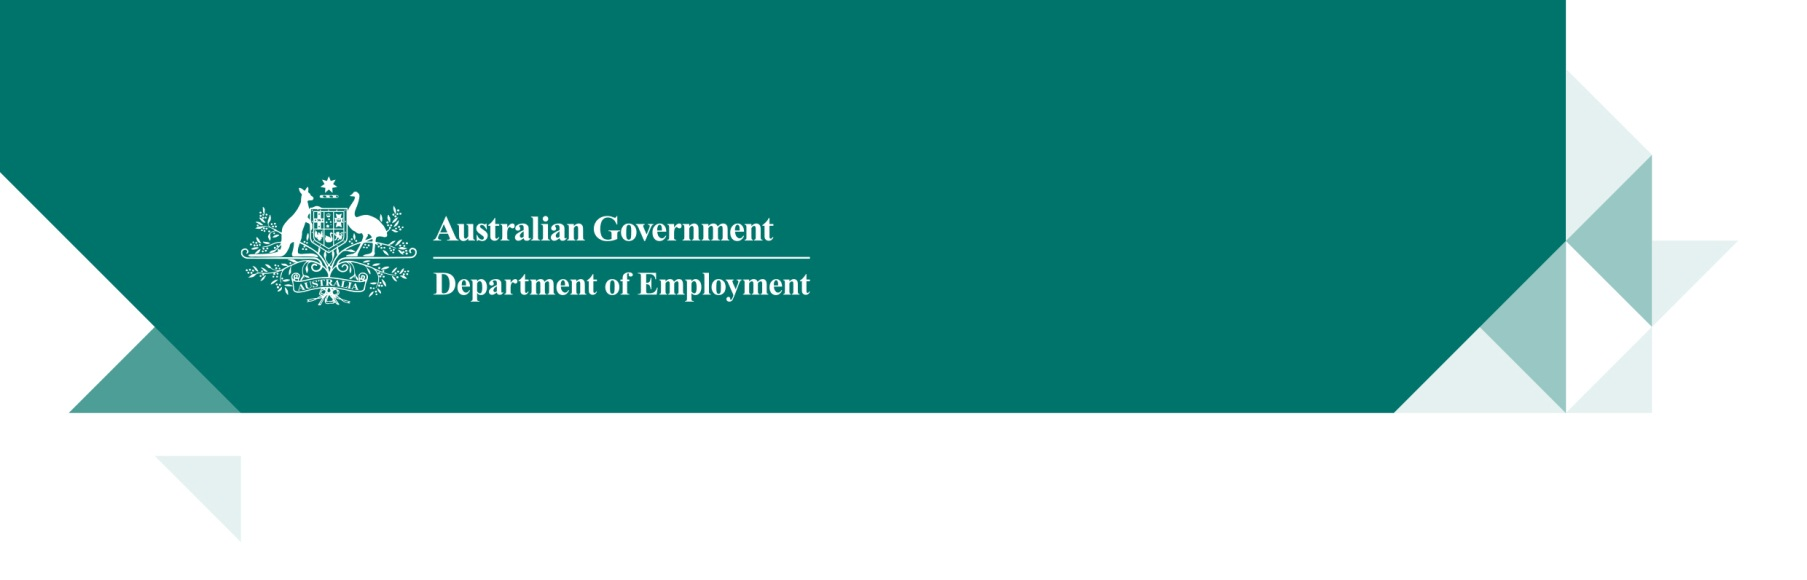 Australian Government
Department of Employment
AUSTRALIA